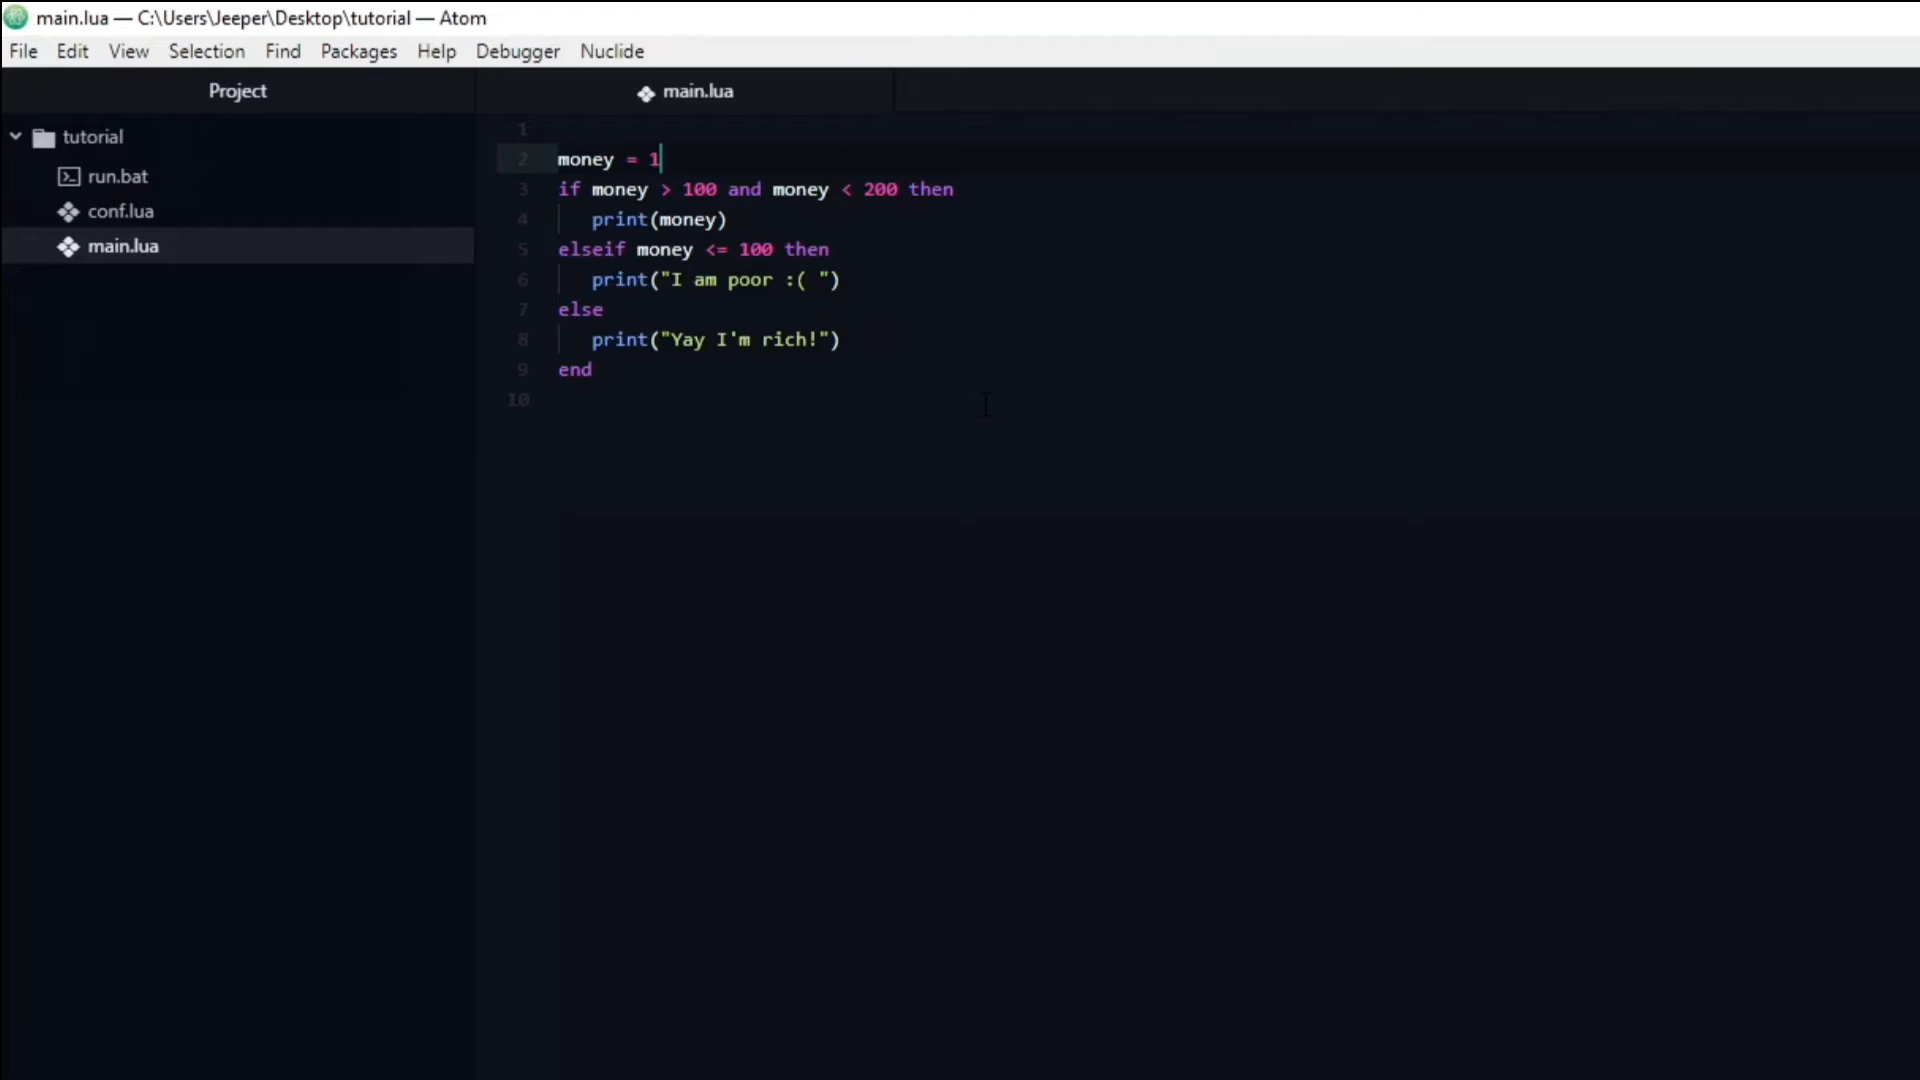 main.lua — C:\Users\Jeeper\Desktop\tutorial — Atom
File Edit View Selection Find Packages Help Debugger Nuclide
Project
main.lua
tutorial
run.bat
conf.lua
main.lua
1
2 money = 1
3 if money > 100 and money < 200 then
4 print(money)
5 elseif money <= 100 then
6 print("I am poor :( ")
7 else
8 print("Yay I'm rich!")
9 end
10